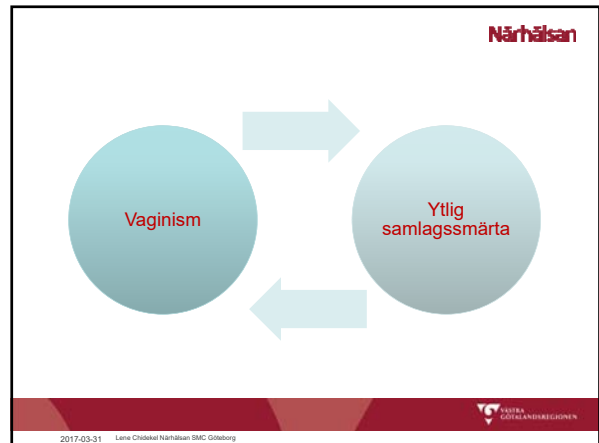 Närhälsan
Vaginism
Ytlig
samlagssmärta
VÄSTRA
GÖTALANDSREGIONEN
2017-03-31 Lene Chidekel Närhälsan SMC Göteborg